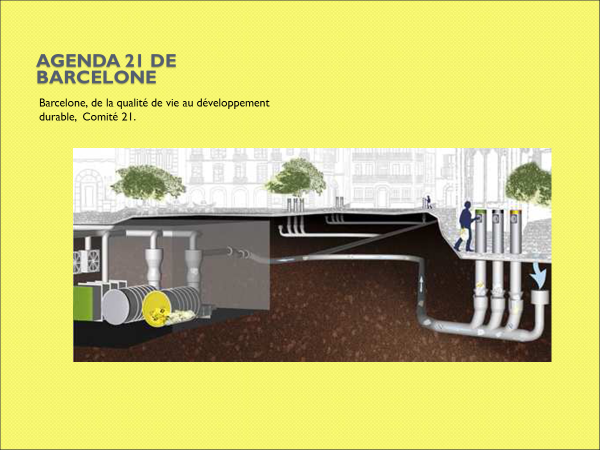 AGENDA 21 DE
BARCELONE
Barcelone, de la qualité de vie au développement
durable, Comité 21.